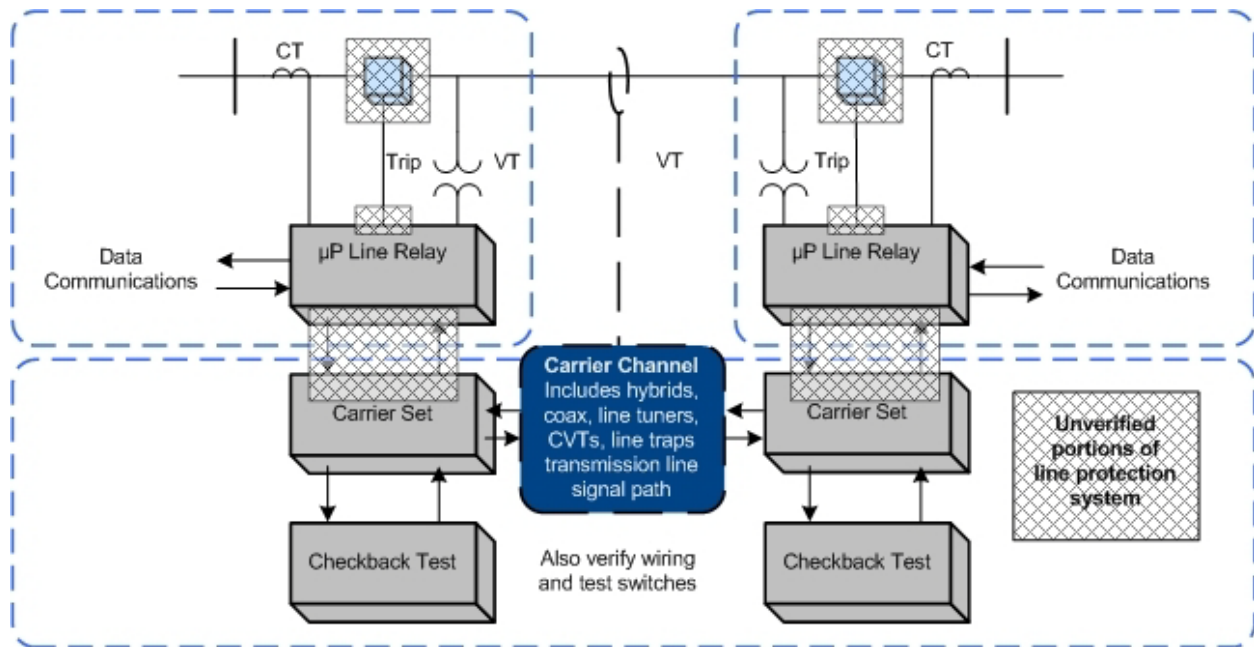 CT
CT
Trip
VT
VT
Trip
µP Line Relay
µP Line Relay
Data
Communications
Data
Communications
Carrier Channel
Includes hybrids,
coax, line tuners,
CVTs, line traps
transmission line
signal path
Carrier Set
Carrier Set
Unverified
portions of
line protection
system
Checkback Test
Also verify wiring
and test switches
Checkback Test